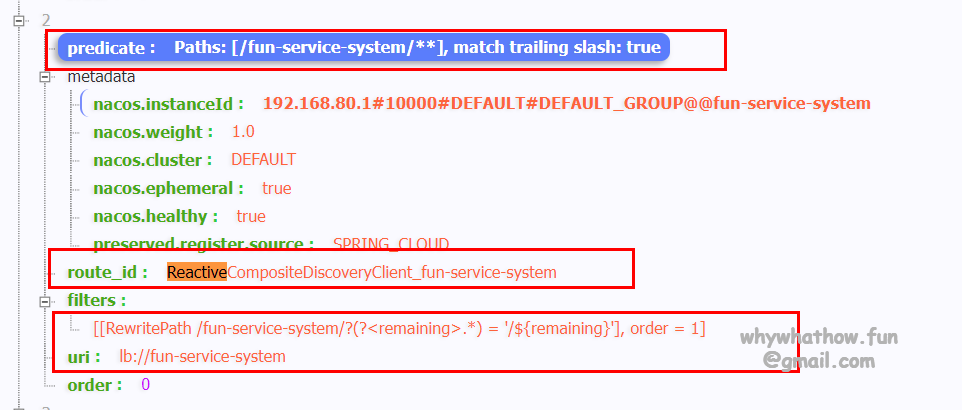 2
predicate : Paths: [/fun-service-system/**], match trailing slash: true
metadata
nacos.instanceId : 192.168.80.1#10000#DEFAULT#DEFAULT_GROUP@@fun-service-system
nacos.weight : 1.0
nacos.cluster : DEFAULT
nacos.ephemeral : true
nacos.healthy : true
preserved.register.source : SPRING_CLOUD
route_id : ReactiveCompositeDiscoveryClient_fun-service-system
filters :
[[RewritePath /fun-service-system/?(?<remaining>.*) = '/${remaining}'], order = 1]
uri : lb://fun-service-system
order : 0
whywhathow.fun
@gmail.com